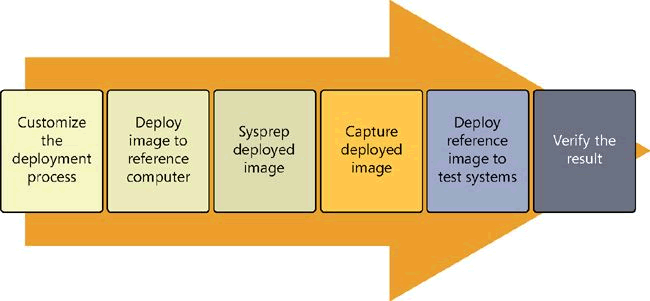 Customize
the
deployment
process
Deploy
image to
reference
computer
Sysprep
deployed
image
Capture
deployed
image
Deploy
reference
image to
test systems
Verify the
result